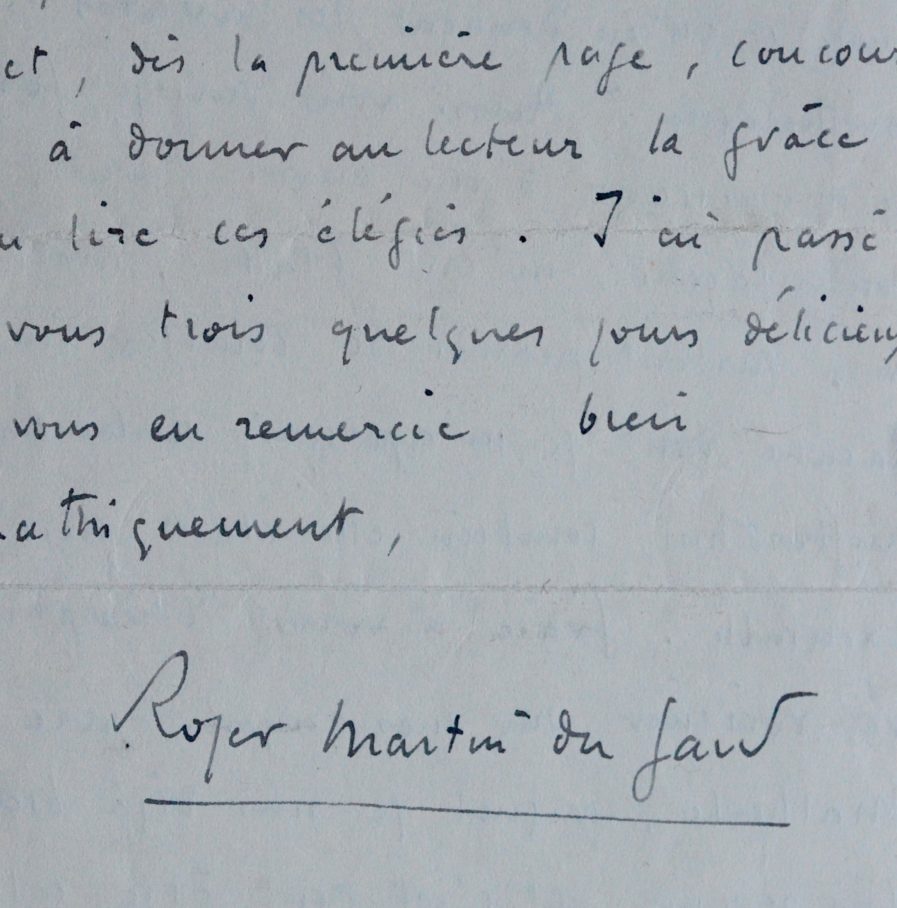 et, dès la première page, concour
à donner au lecteur la grâce
lire ces élégies. J'ai passé
vous trois quelques jours délicieux
vous en remercie bien
athiquement,
Roger Martin du Gard